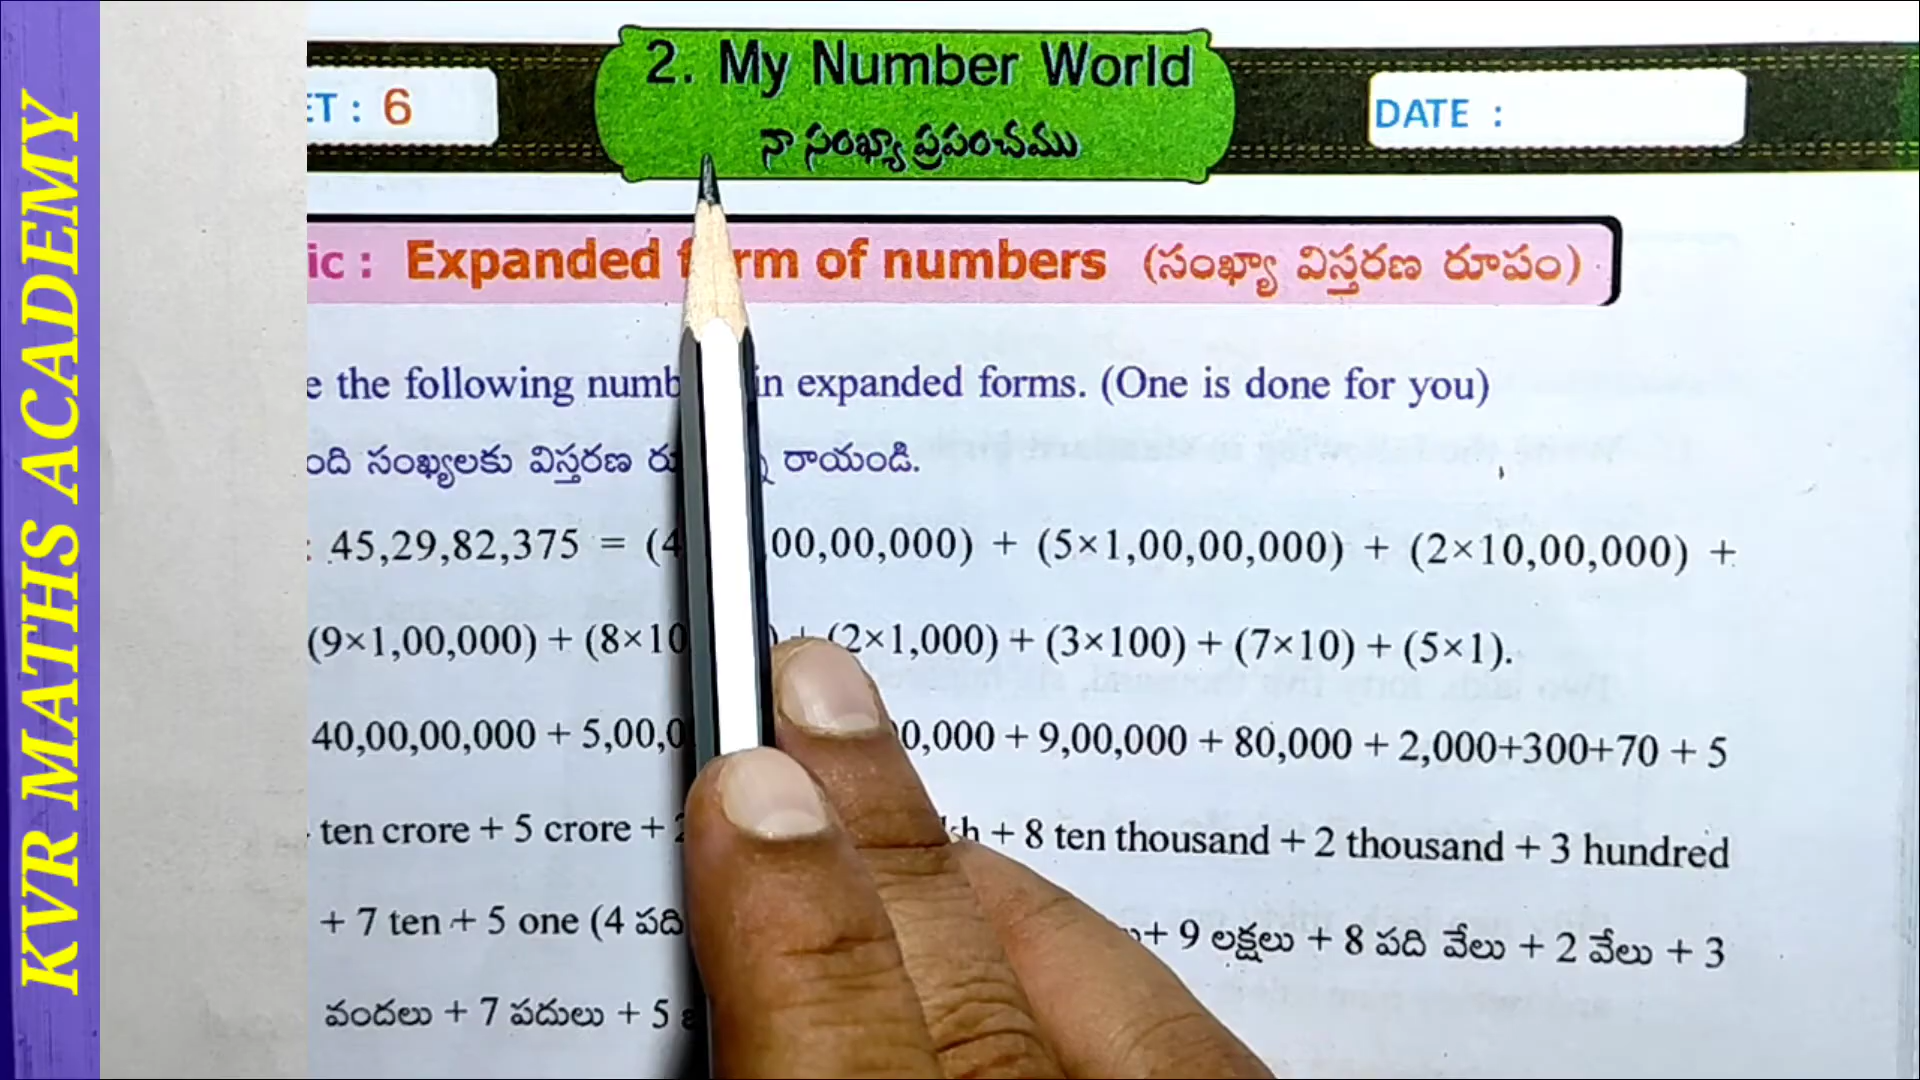 KVR MATHS ACADEMY
ET : 6
2. My Number World
నా సంఖ్యా ప్రపంచము
DATE :
ic : Expanded form of numbers (సంఖ్యా విస్తరణ రూపం)
e the following numb in expanded forms. (One is done for you)
ంది సంఖ్యలకు విస్తరణ రాయండి.
: 45,29,82,375 = (4 00,00,000) + (5×1,00,00,000) + (2×10,00,000) +
(9×1,00,000) + (8×10 ) + (2×1,000) + (3×100) + (7×10) + (5×1).
40,00,00,000 + 5,00,0 0,000 + 9,00,000 + 80,000 + 2,000+300+70 + 5
ten crore + 5 crore + 2 kh + 8 ten thousand + 2 thousand + 3 hundred
+ 7 ten + 5 one (4 పది + 9 లక్షలు + 8 పది వేలు + 2 వేలు + 3
వందలు + 7 పదులు + 5